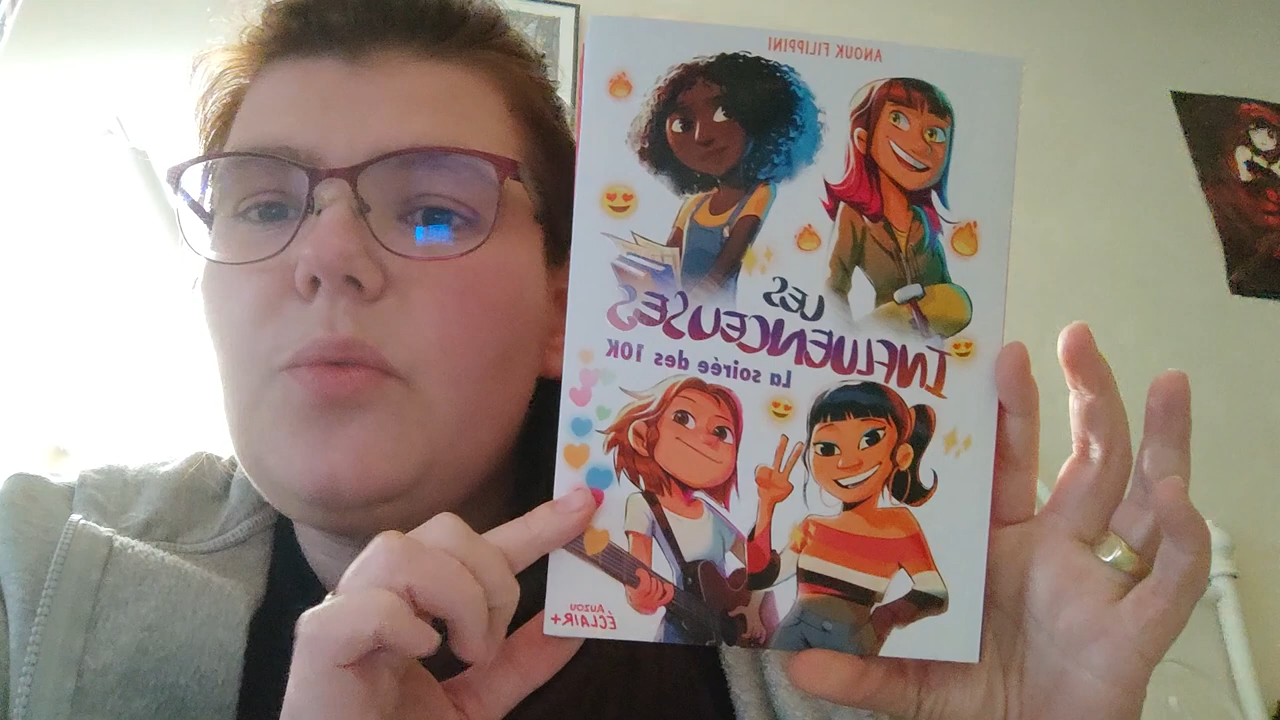 ANOUK FILIPPINI
LES
INFLUENCEUSES
La soirée des 10K
AUZOU
ÉCLAIR+